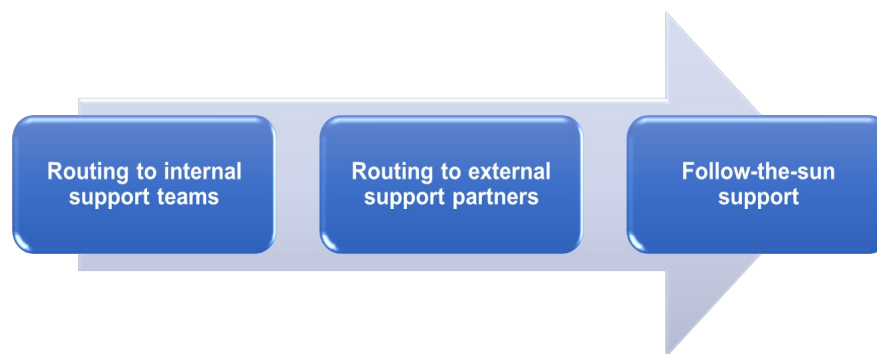 Routing to internal
support teams
Routing to external
support partners
Follow-the-sun
support